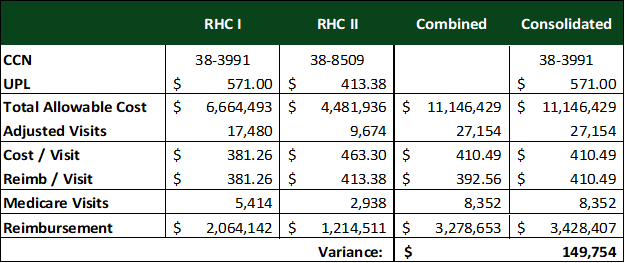 RHC I RHC II Combined Consolidated
CCN 38-3991 38-8509 38-3991
UPL $ 571.00 $ 413.38 $ 571.00
Total Allowable Cost $ 6,664,493 $ 4,481,936 $ 11,146,429 $ 11,146,429
Adjusted Visits 17,480 9,674 27,154 27,154
Cost / Visit $ 381.26 $ 463.30 $ 410.49 $ 410.49
Reimb / Visit $ 381.26 $ 413.38 $ 392.56 $ 410.49
Medicare Visits 5,414 2,938 8,352 8,352
Reimbursement $ 2,064,142 $ 1,214,511 $ 3,278,653 $ 3,428,407
Variance: $ 149,754